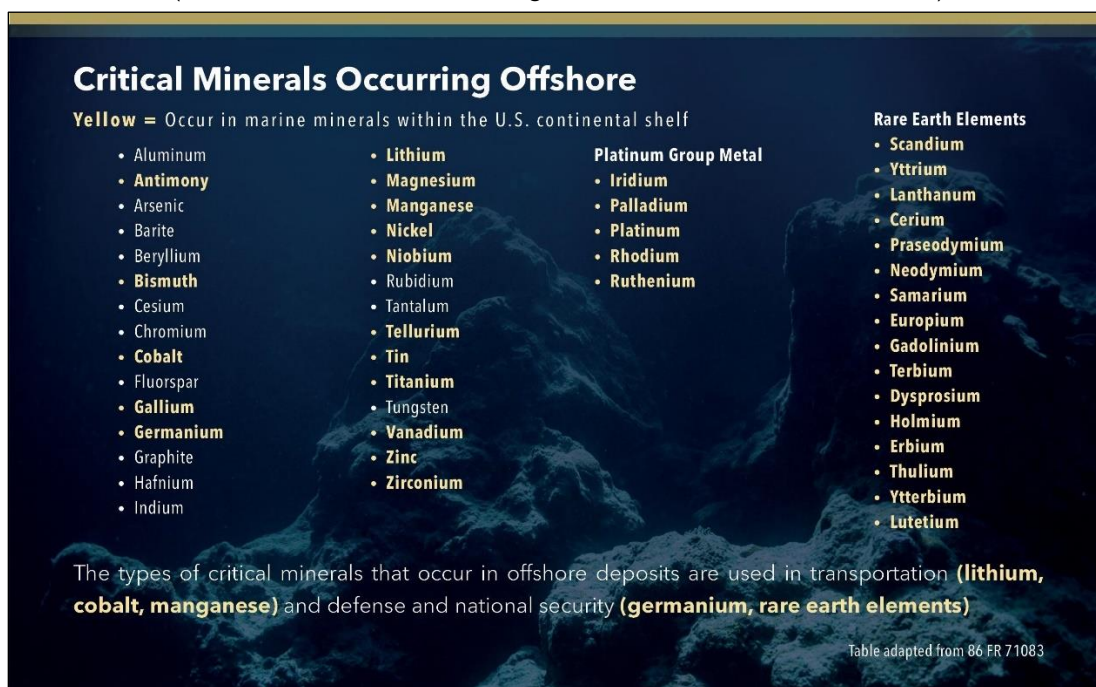 Critical Minerals Occurring Offshore
Yellow = Occur in marine minerals within the U.S. continental shelf
• Aluminum
• Antimony
• Arsenic
• Barite
• Beryllium
• Bismuth
• Cesium
• Chromium
• Cobalt
• Fluorspar
• Gallium
• Germanium
• Graphite
• Hafnium
• Indium
• Lithium
• Magnesium
• Manganese
• Nickel
• Niobium
• Rubidium
• Tantalum
• Tellurium
• Tin
• Titanium
• Tungsten
• Vanadium
• Zinc
• Zirconium
Platinum Group Metal
• Iridium
• Palladium
• Platinum
• Rhodium
• Ruthenium
Rare Earth Elements
• Scandium
• Yttrium
• Lanthanum
• Cerium
• Praseodymium
• Neodymium
• Samarium
• Europium
• Gadolinium
• Terbium
• Dysprosium
• Holmium
• Erbium
• Thulium
• Ytterbium
• Lutetium
The types of critical minerals that occur in offshore deposits are used in transportation (lithium,
cobalt, manganese) and defense and national security (germanium, rare earth elements)
Table adapted from 86 FR 71083